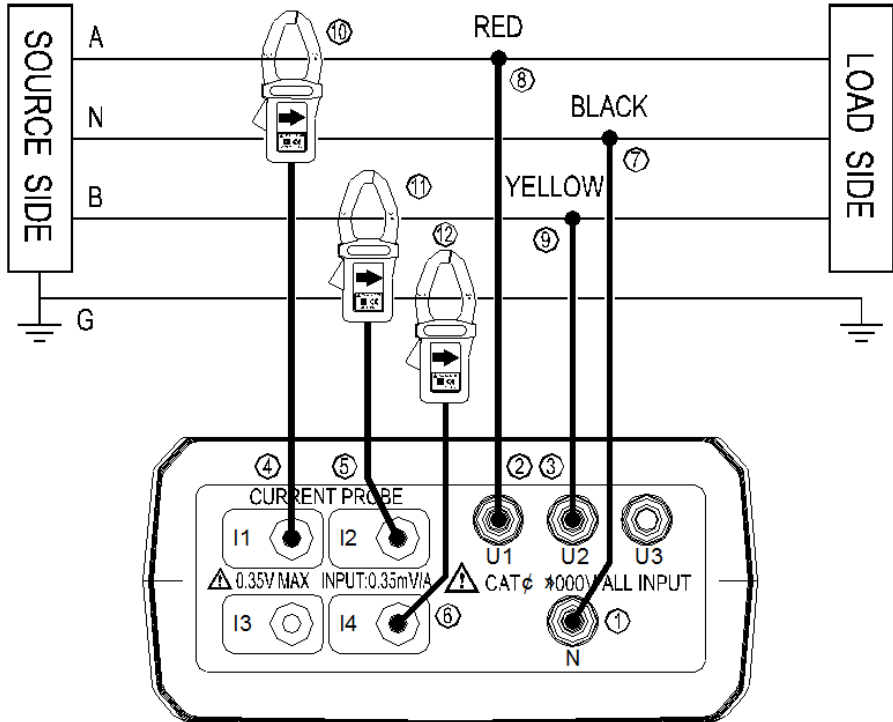 SOURCE SIDE
A
N
B
G
⑩
⑪
⑫
RED
⑧
BLACK
⑦
YELLOW
⑨
LOAD SIDE
④
⑤
②
③
CURRENT PROBE
I1
I2
U1
U2
U3
0.35V MAX INPUT:0.35mV/A
CAT¢ 000V ALL INPUT
I3
I4
⑥
①
N